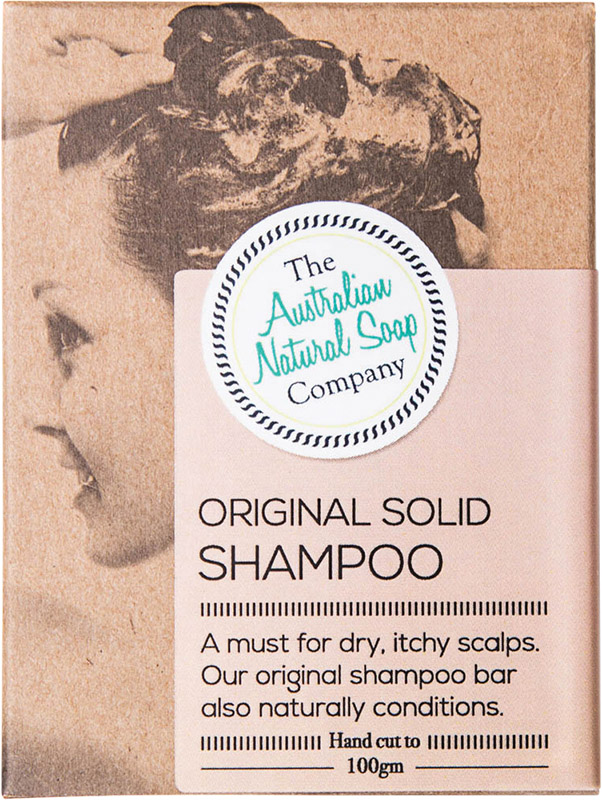 The
Australian
Natural Soap
Company
ORIGINAL SOLID
SHAMPOO
A must for dry, itchy scalps.
Our original shampoo bar
also naturally conditions.
Hand cut to
100gm